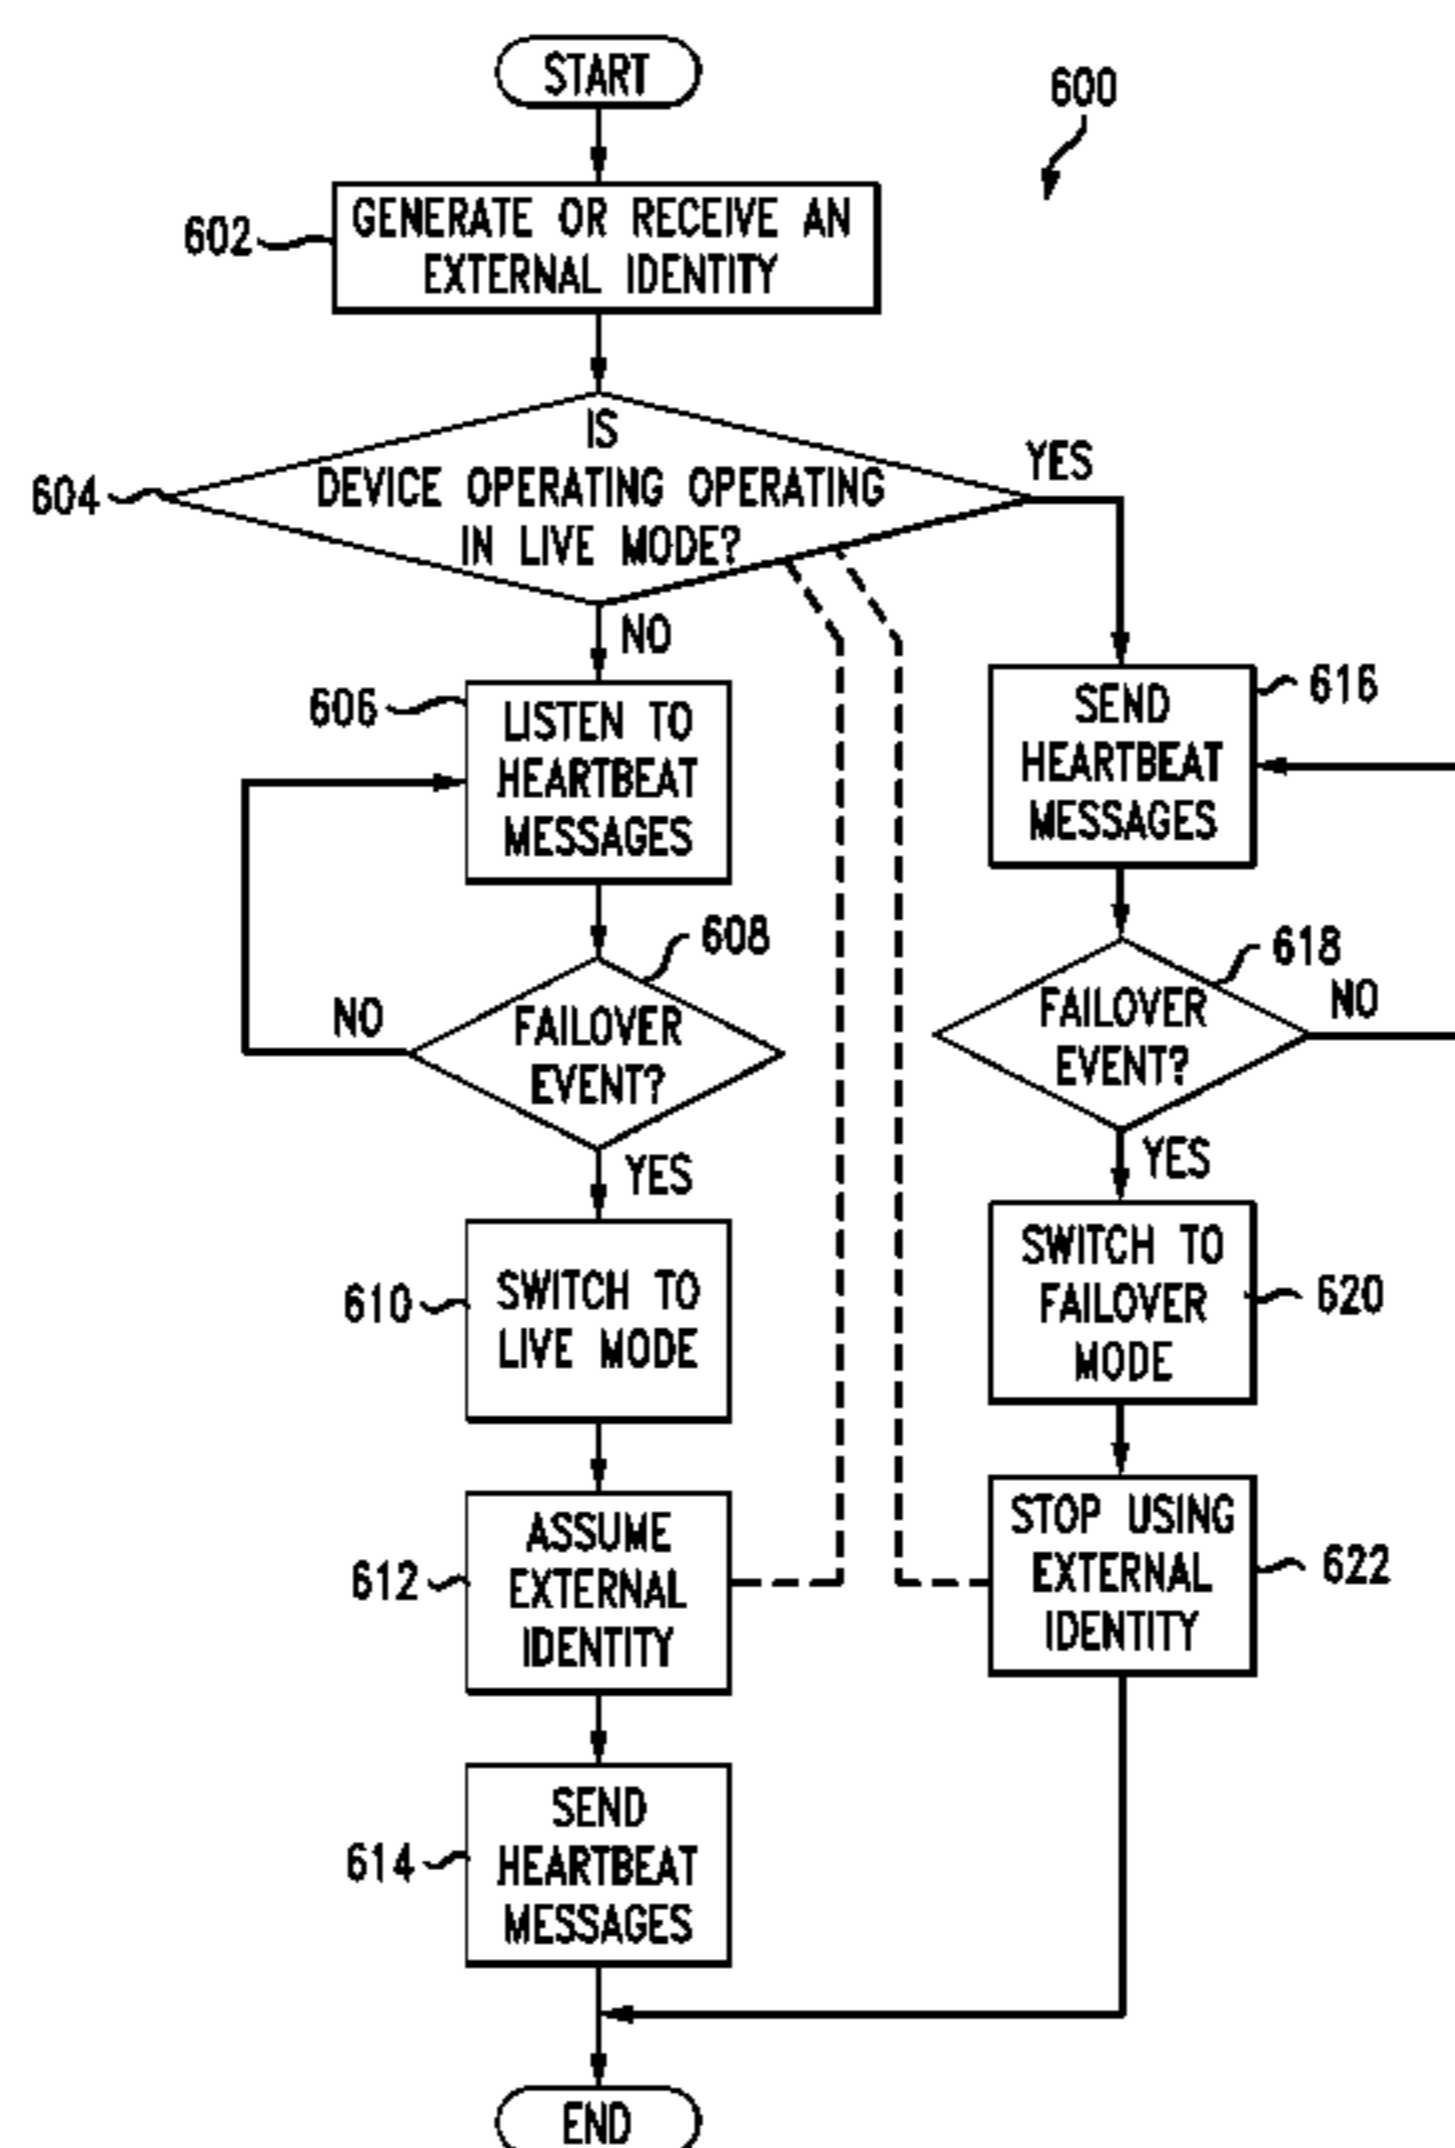 START
600
602
GENERATE OR RECEIVE AN
EXTERNAL IDENTITY
604
IS
DEVICE OPERATING OPERATING
IN LIVE MODE?
YES
NO
606
LISTEN TO
HEARTBEAT
MESSAGES
616
SEND
HEARTBEAT
MESSAGES
608
FAILOVER
EVENT?
NO
YES
618
FAILOVER
EVENT?
NO
YES
610
SWITCH TO
LIVE MODE
620
SWITCH TO
FAILOVER
MODE
612
ASSUME
EXTERNAL
IDENTITY
622
STOP USING
EXTERNAL
IDENTITY
614
SEND
HEARTBEAT
MESSAGES
END